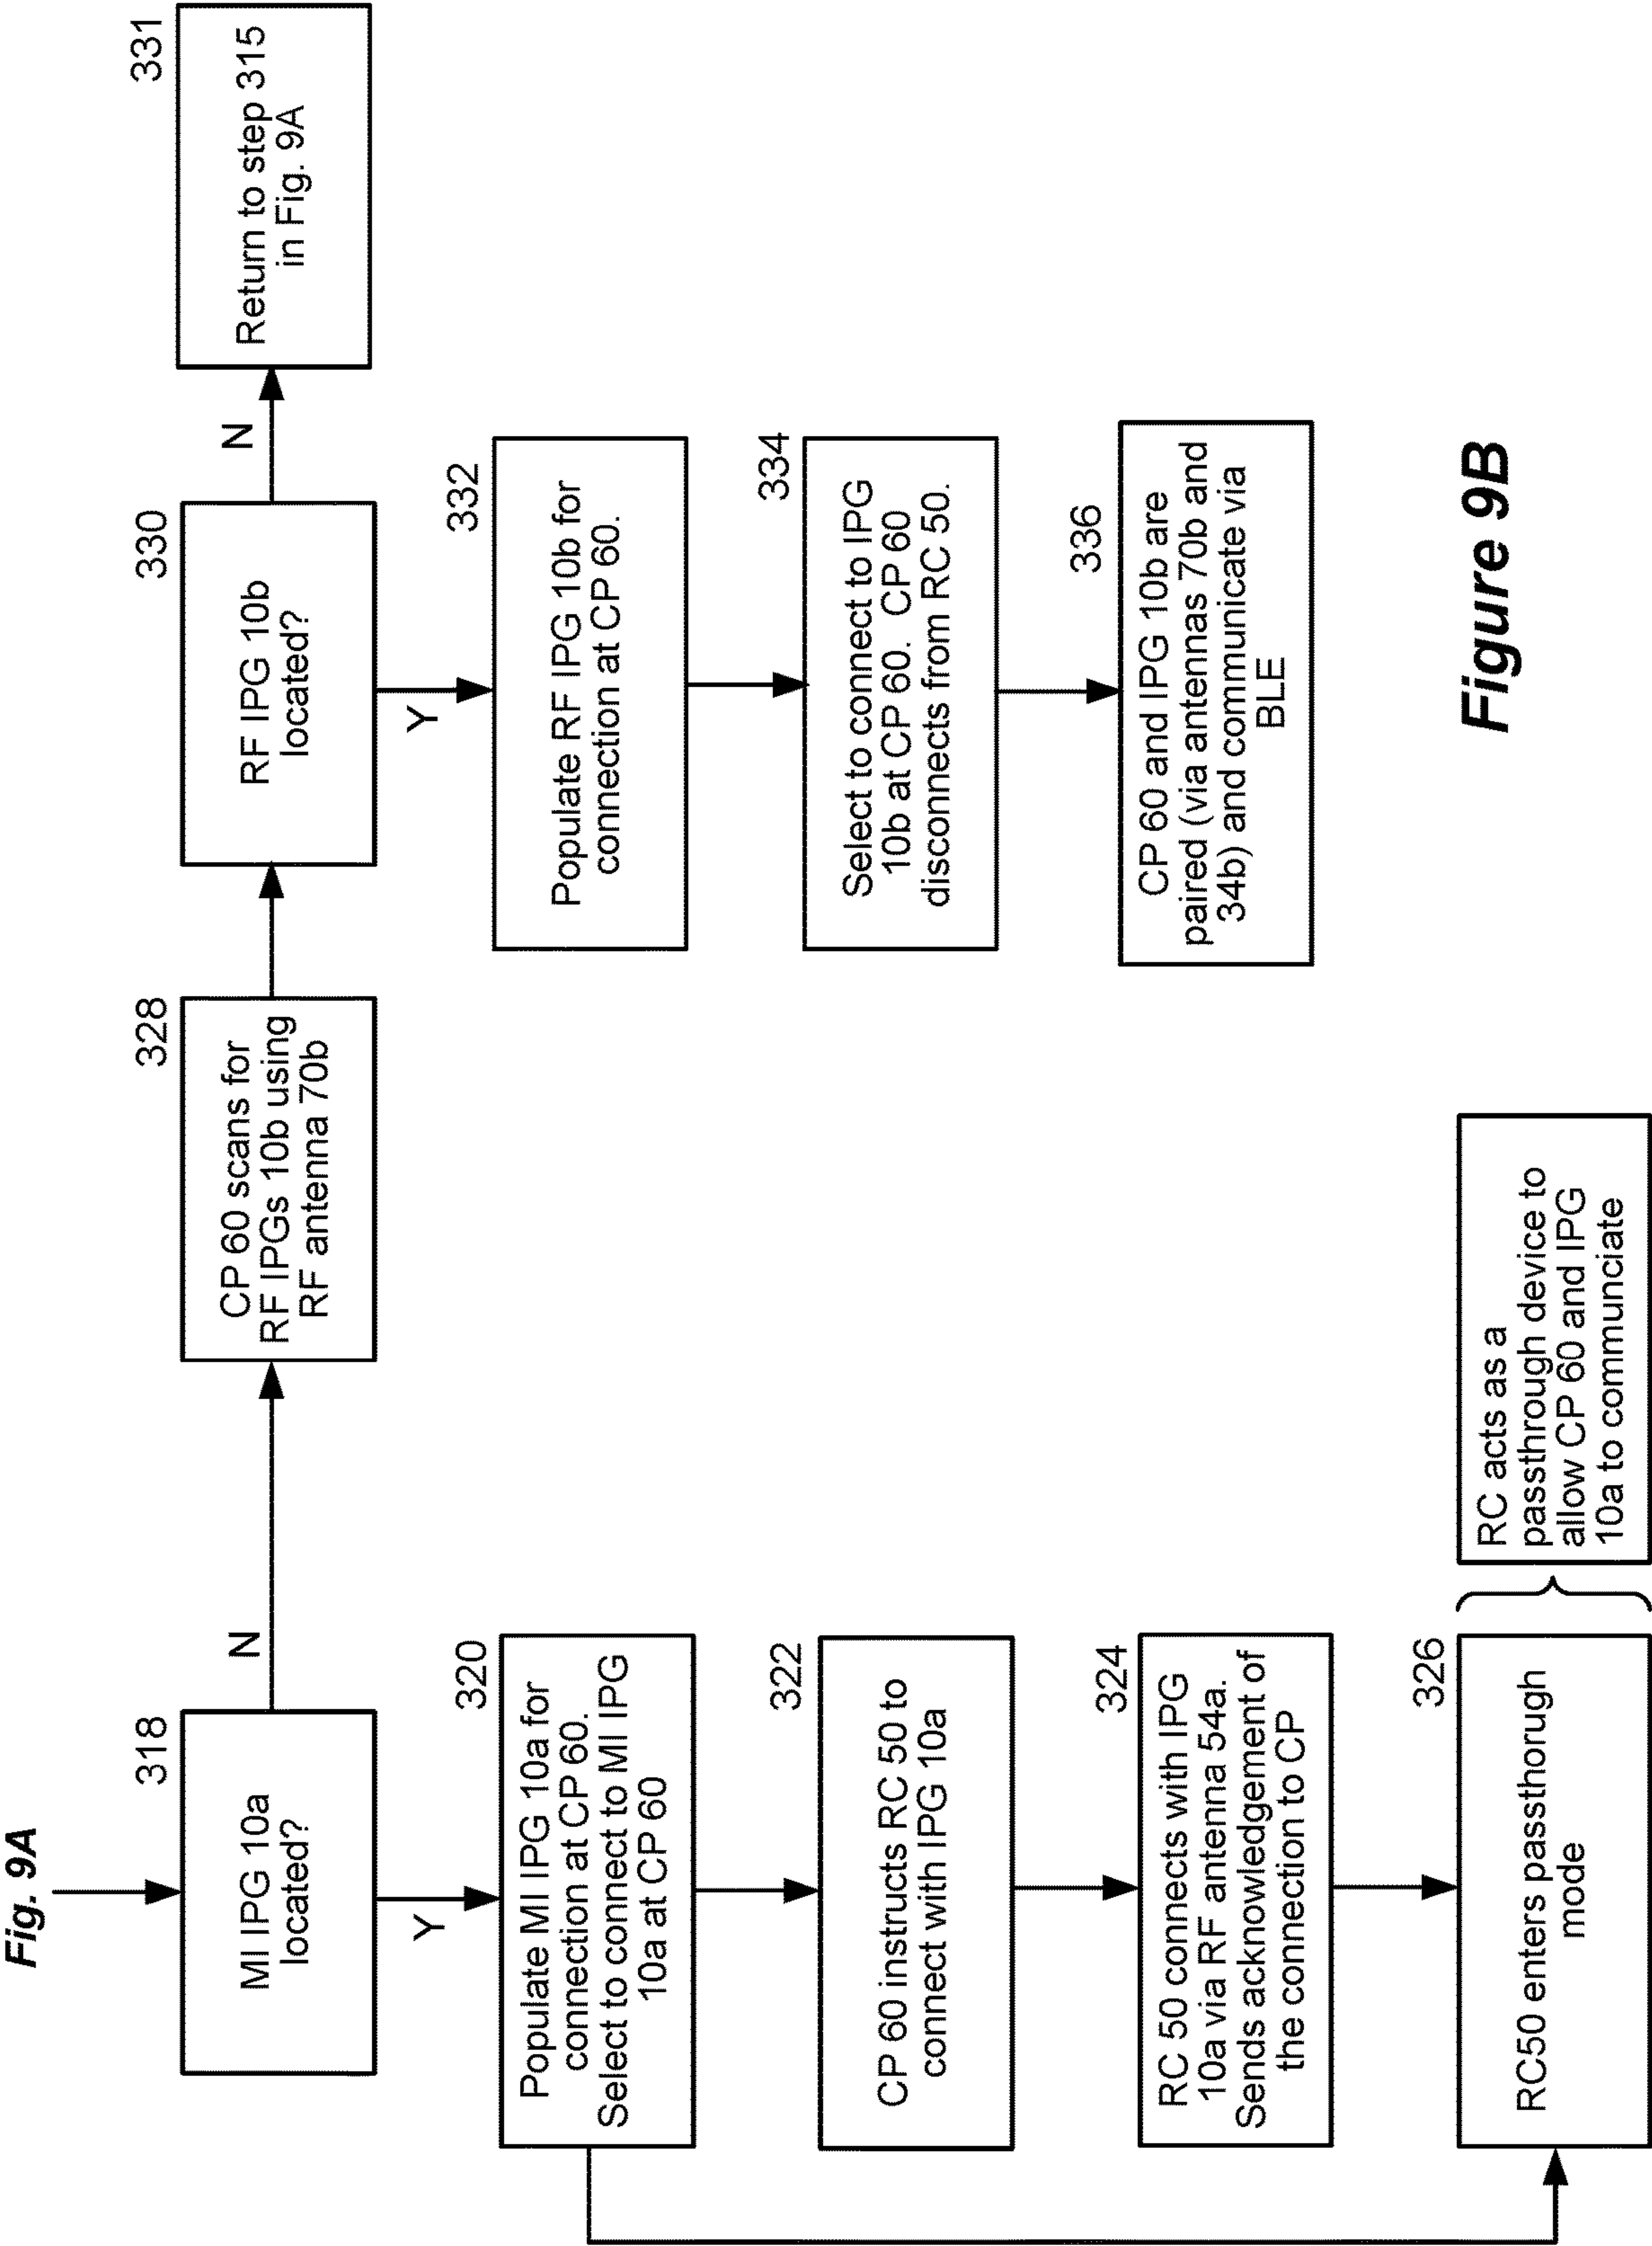 Fig. 9A
318
MI IPG 10a
located?
N
Y
320
Populate MI IPG 10a for
connection at CP 60.
Select to connect to MI IPG
10a at CP 60
322
CP 60 instructs RC 50 to
connect with IPG 10a
324
RC 50 connects with IPG
10a via RF antenna 54a.
Sends acknowledgement of
the connection to CP
326
RC50 enters passthorugh
mode
RC acts as a
passthrough device to
allow CP 60 and IPG
10a to communciate
328
CP 60 scans for
RF IPGs 10b using
RF antenna 70b
330
RF IPG 10b
located?
N
331
Return to step 315
in Fig. 9A
Y
332
Populate RF IPG 10b for
connection at CP 60.
334
Select to connect to IPG
10b at CP 60.  CP 60
disconnects from RC 50.
336
CP 60 and IPG 10b are
paired (via antennas 70b and
34b) and communicate via
BLE
Figure 9B